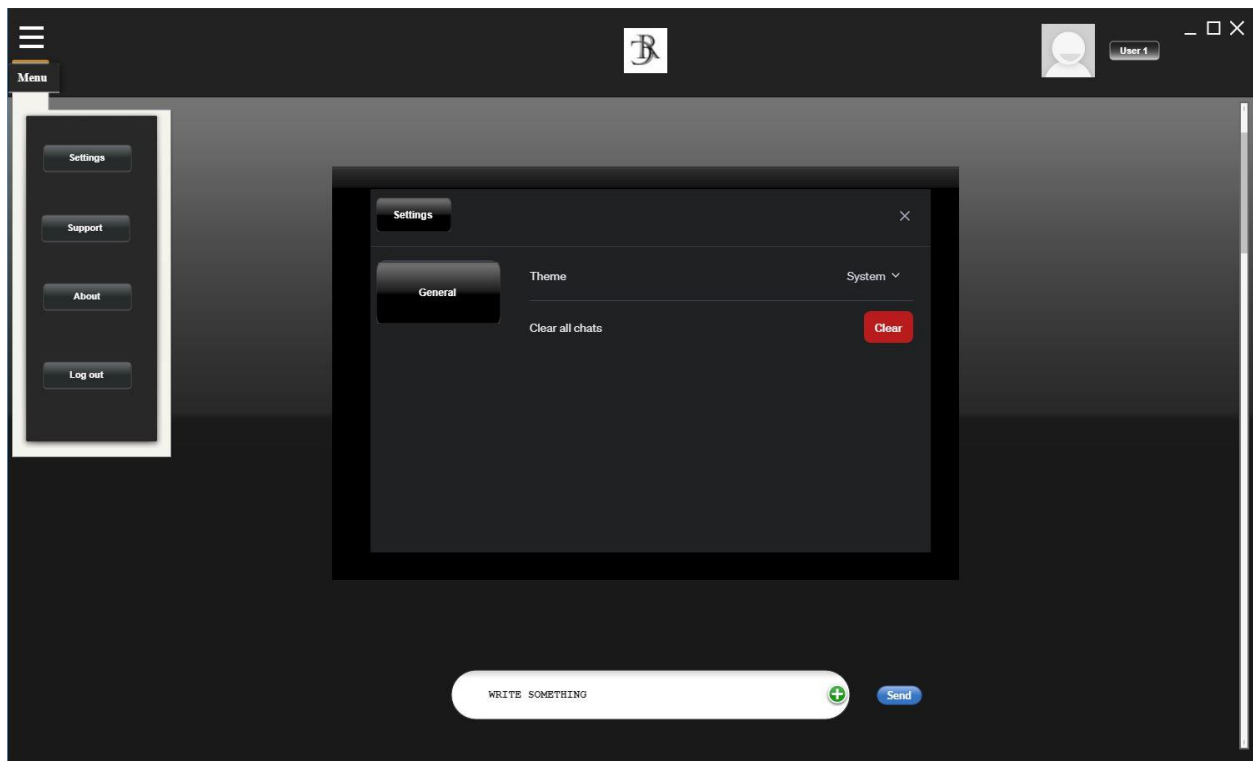 User 1
Menu
Settings
Support
About
Log out
Settings
General
Theme
System
Clear all chats
Clear
WRITE SOMETHING
Send